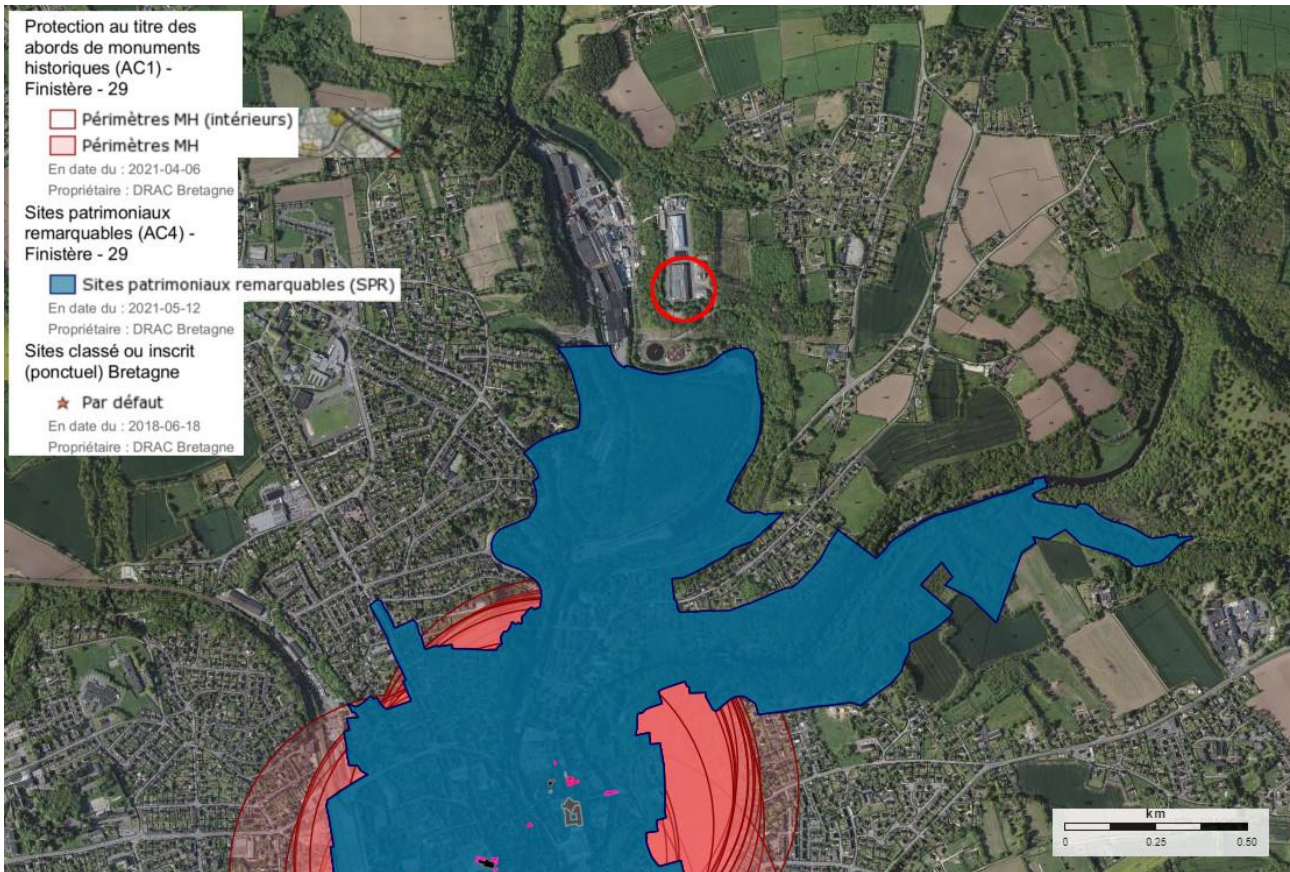 Protection au titre des
abords de monuments
historiques (AC1) -
Finistère - 29
Périmètres MH (intérieurs)
Périmètres MH
En date du : 2021-04-06
Propriétaire : DRAC Bretagne
Sites patrimoniaux
remarquables (AC4) -
Finistère - 29
Sites patrimoniaux remarquables (SPR)
En date du : 2021-05-12
Propriétaire : DRAC Bretagne
Sites classé ou inscrit
(ponctuel) Bretagne
Par défaut
En date du : 2018-06-18
Propriétaire : DRAC Bretagne
km
0 0.25 0.50